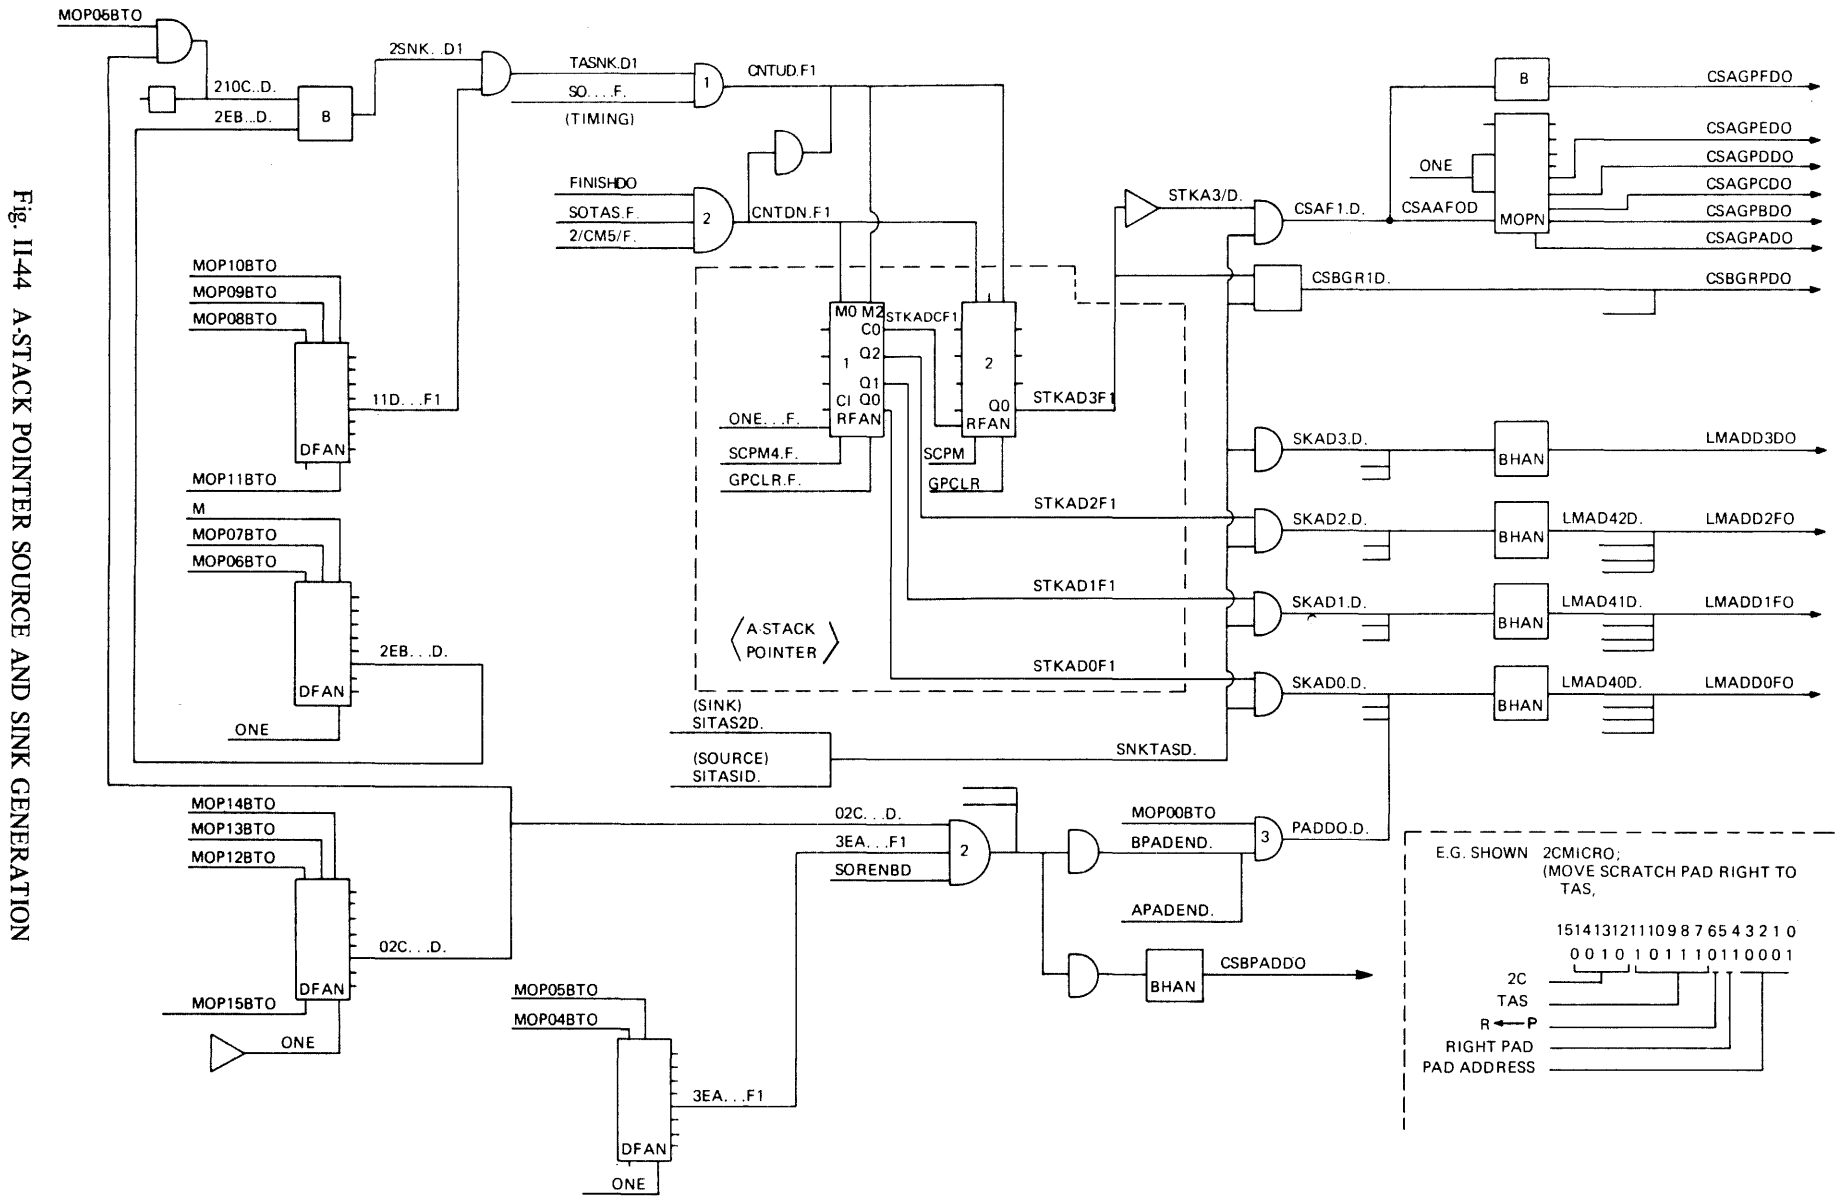 MOP05BTO
210C..D.
2EB...D.
B
2SNK..D1
TASNK.D1
SO....F.
(TIMING)
1
CNTUD.F1
FINISHDO
SOTAS.F.
2/CM5/F.
2
CNTDN.F1
MOP10BTO
MOP09BTO
MOP08BTO
DFAN
11D...F1
MOP11BTO
M
MOP07BTO
MOP06BTO
DFAN
2EB...D.
ONE
MOP14BTO
MOP13BTO
MOP12BTO
DFAN
02C...D.
MOP15BTO
ONE
M0 M2
C0
Q2
1
Q1
CI Q0
RFAN
STKADCF1
2
Q0
RFAN
ONE...F.
SCPM4.F.
GPCLR.F.
SCPM
GPCLR
STKAD3F1
STKAD2F1
STKAD1F1
STKAD0F1
A-STACK
POINTER
(SINK)
SITAS2D.
(SOURCE)
SITASID.
SNKTASD.
STKA3/D.
CSAF1.D.
CSAAFOD
B
CSAGPFDO
ONE
MOPN
CSAGPEDO
CSAGPDDO
CSAGPCDO
CSAGPBDO
CSAGPADO
CSBGR1D.
CSBGRPDO
SKAD3.D.
BHAN
LMADD3DO
SKAD2.D.
BHAN
LMAD42D.
LMADD2FO
SKAD1.D.
BHAN
LMAD41D.
LMADD1FO
SKAD0.D.
BHAN
LMAD40D.
LMADD0FO
02C...D.
3EA...F1
SORENBD
2
MOP00BTO
BPADEND.
APADEND.
3
PADDO.D.
BHAN
CSBPADDO
MOP05BTO
MOP04BTO
DFAN
3EA...F1
ONE
E.G. SHOWN 2CMICRO;
(MOVE SCRATCH PAD RIGHT TO
TAS,
15 14 13 12 11 10 9 8 7 6 5 4 3 2 1 0
0 0 1 0 1 0 1 1 1 0 1 1 0 0 0 1
2C
TAS
R ← P
RIGHT PAD
PAD ADDRESS
Fig. II-44 A-STACK POINTER SOURCE AND SINK GENERATION